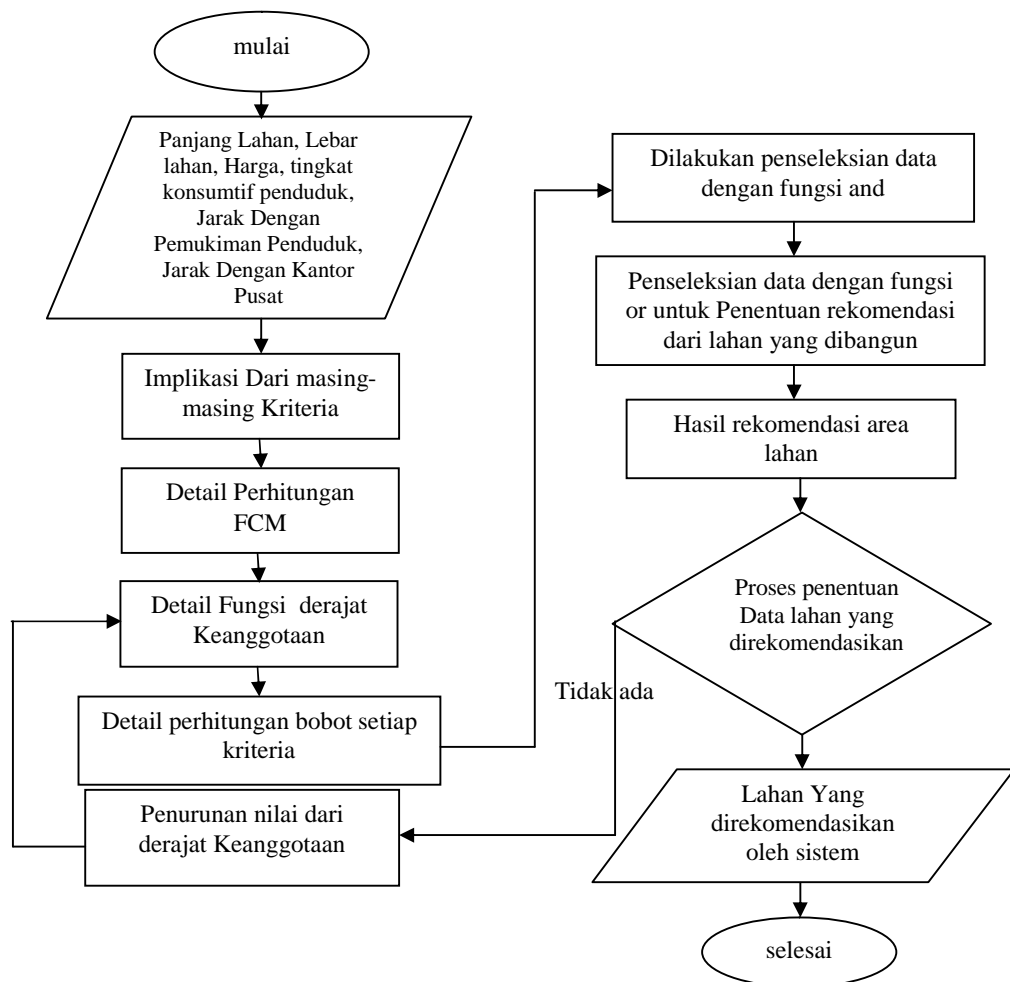 mulai
Panjang Lahan, Lebar
lahan, Harga, tingkat
konsumtif penduduk,
Jarak Dengan
Pemukiman Penduduk,
Jarak Dengan Kantor
Pusat
Implikasi Dari masing-
masing Kriteria
Detail Perhitungan
FCM
Detail Fungsi derajat
Keanggotaan
Detail perhitungan bobot setiap
kriteria
Penurunan nilai dari
derajat Keanggotaan
Dilakukan penseleksian data
dengan fungsi and
Penseleksian data dengan fungsi
or untuk Penentuan rekomendasi
dari lahan yang dibangun
Hasil rekomendasi area
lahan
Proses penentuan
Data lahan yang
direkomendasikan
Tidak ada
Lahan Yang
direkomendasikan
oleh sistem
selesai